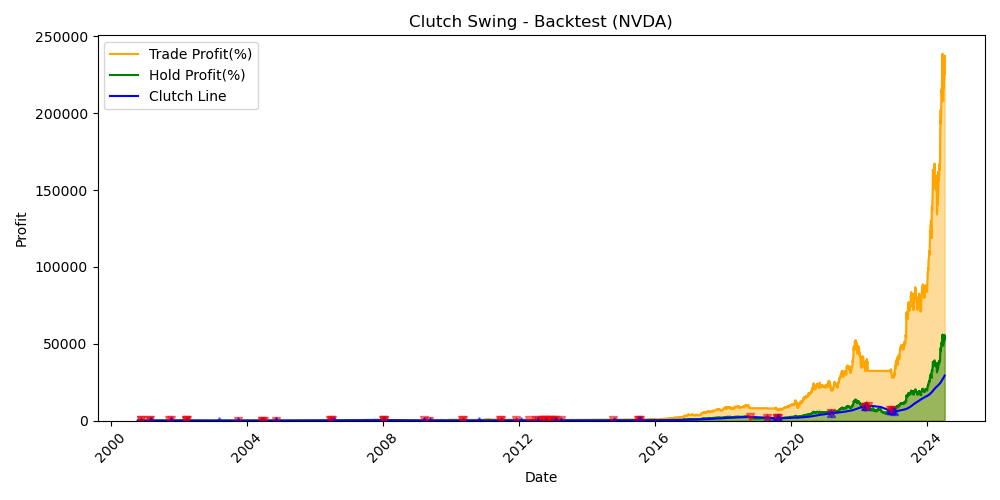 Clutch Swing - Backtest (NVDA)
Trade Profit(%)
Hold Profit(%)
Clutch Line
Profit
250000
200000
150000
100000
50000
0
2000
2004
2008
2012
2016
2020
2024
Date